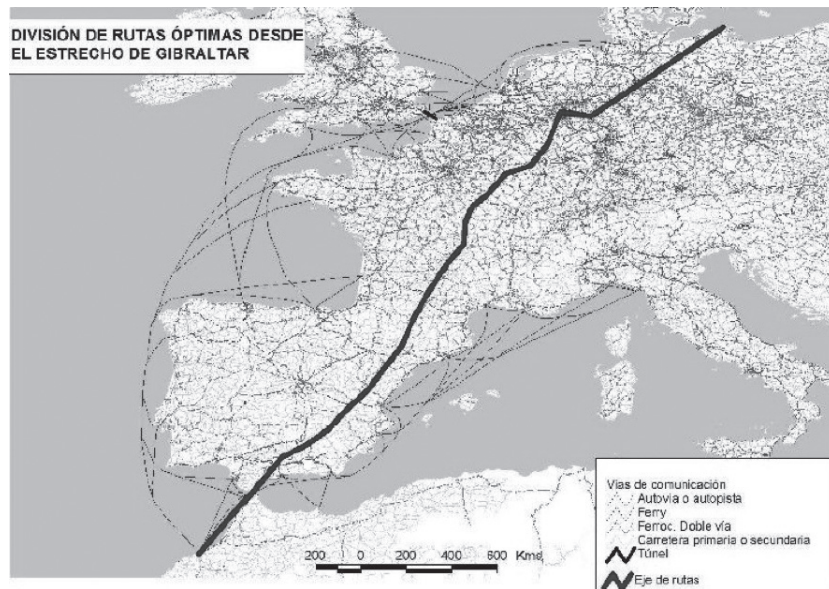 DIVISIÓN DE RUTAS ÓPTIMAS DESDE
EL ESTRECHO DE GIBRALTAR
Vías de comunicación
Autovia o autopista
Ferry
Ferroc. Doble vía
Carretera primaria o secundaria
Túnel
Eje de rutas
200 0 200 400 600 Kms